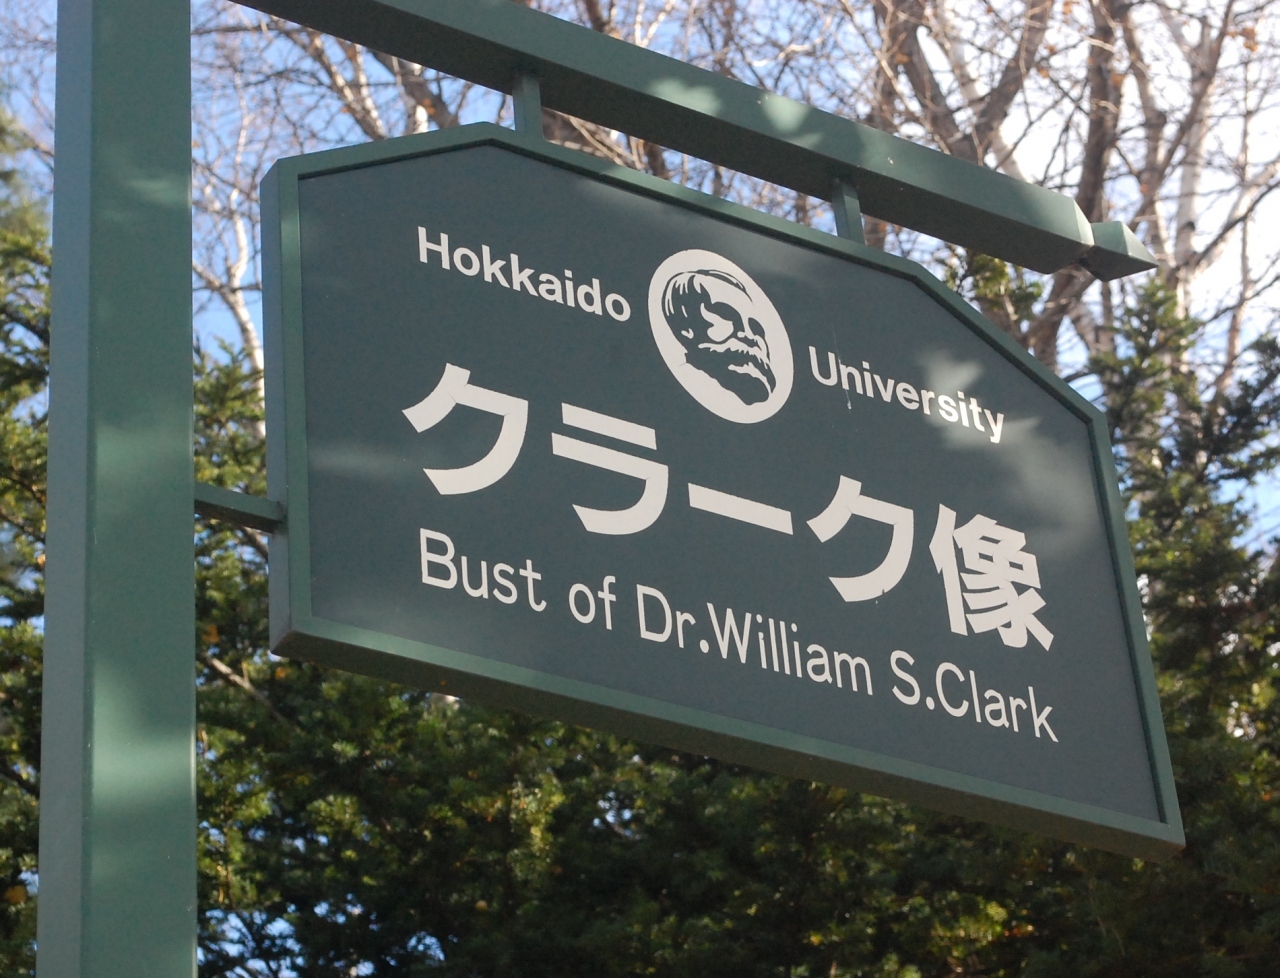 Hokkaido University
クラーク像
Bust of Dr.William S.Clark